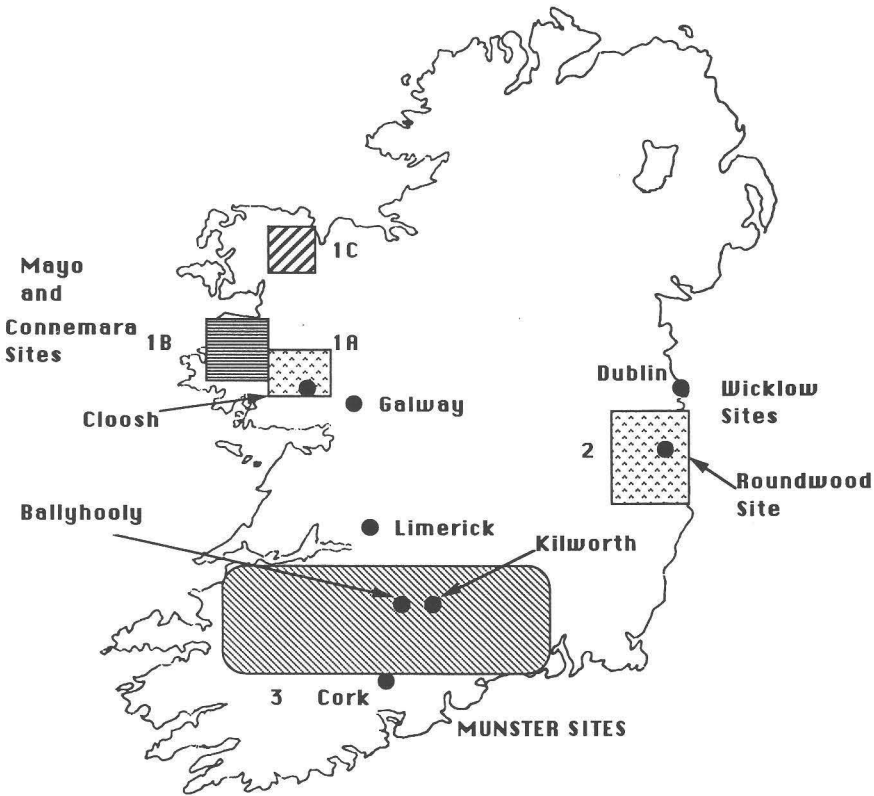 1C
Mayo
and
Connemara
Sites
1B
1A
Cloosh
Galway
Dublin
Wicklow
Sites
2
Roundwood
Site
Ballyhooly
Limerick
Kilworth
3
Cork
MUNSTER SITES